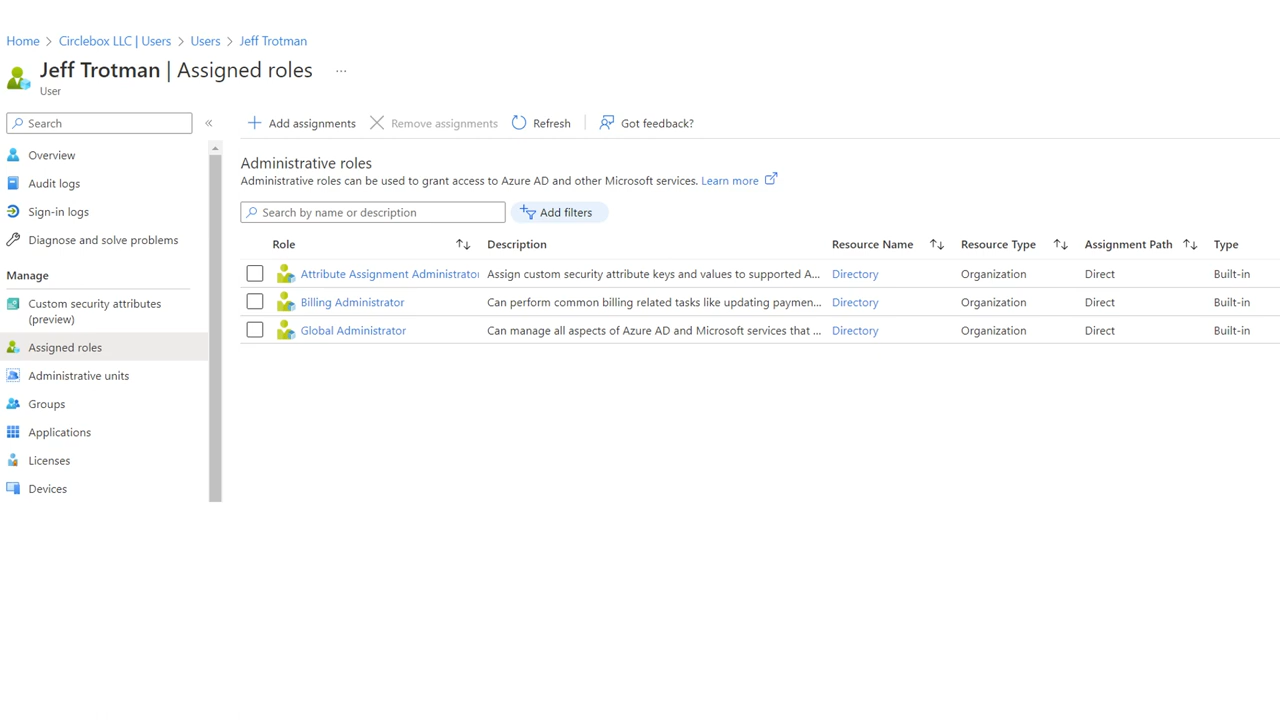 Home > Circlebox LLC | Users > Users > Jeff Trotman
Jeff Trotman | Assigned roles ...
User
Search «
Overview
Audit logs
Sign-in logs
Diagnose and solve problems
Manage
Custom security attributes
(preview)
Assigned roles
Administrative units
Groups
Applications
Licenses
Devices
Add assignments Remove assignments Refresh Got feedback?
Administrative roles
Administrative roles can be used to grant access to Azure AD and other Microsoft services. Learn more
Search by name or description Add filters
Role Description Resource Name Resource Type Assignment Path Type
Attribute Assignment Administrator Assign custom security attribute keys and values to supported A... Directory Organization Direct Built-in
Billing Administrator Can perform common billing related tasks like updating paymen... Directory Organization Direct Built-in
Global Administrator Can manage all aspects of Azure AD and Microsoft services that ... Directory Organization Direct Built-in